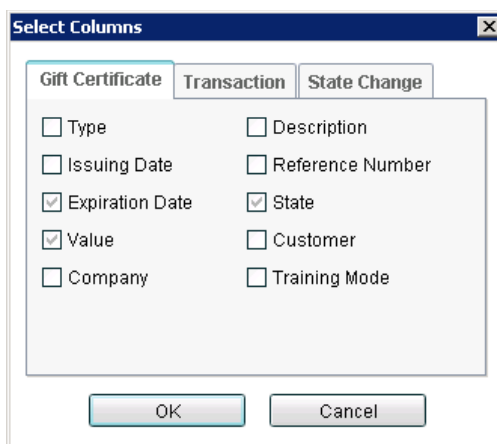 Select Columns
Gift Certificate Transaction State Change
Type Description
Issuing Date Reference Number
Expiration Date State
Value Customer
Company Training Mode
OK Cancel